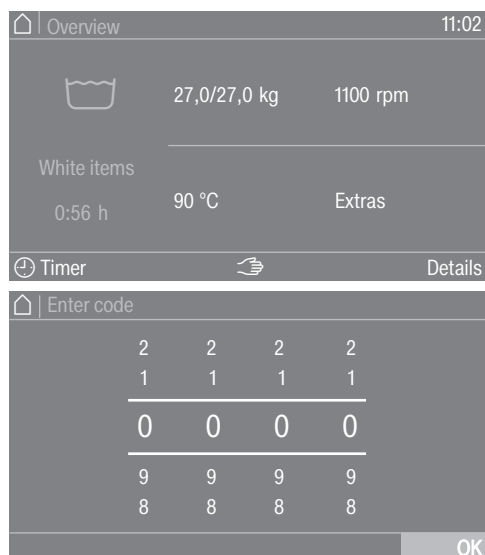 Overview 11:02
27,0/27,0 kg 1100 rpm
White items
0:56 h
90 °C Extras
Timer Details
Enter code
2 2 2 2
1 1 1 1
0 0 0 0
9 9 9 9
8 8 8 8
OK